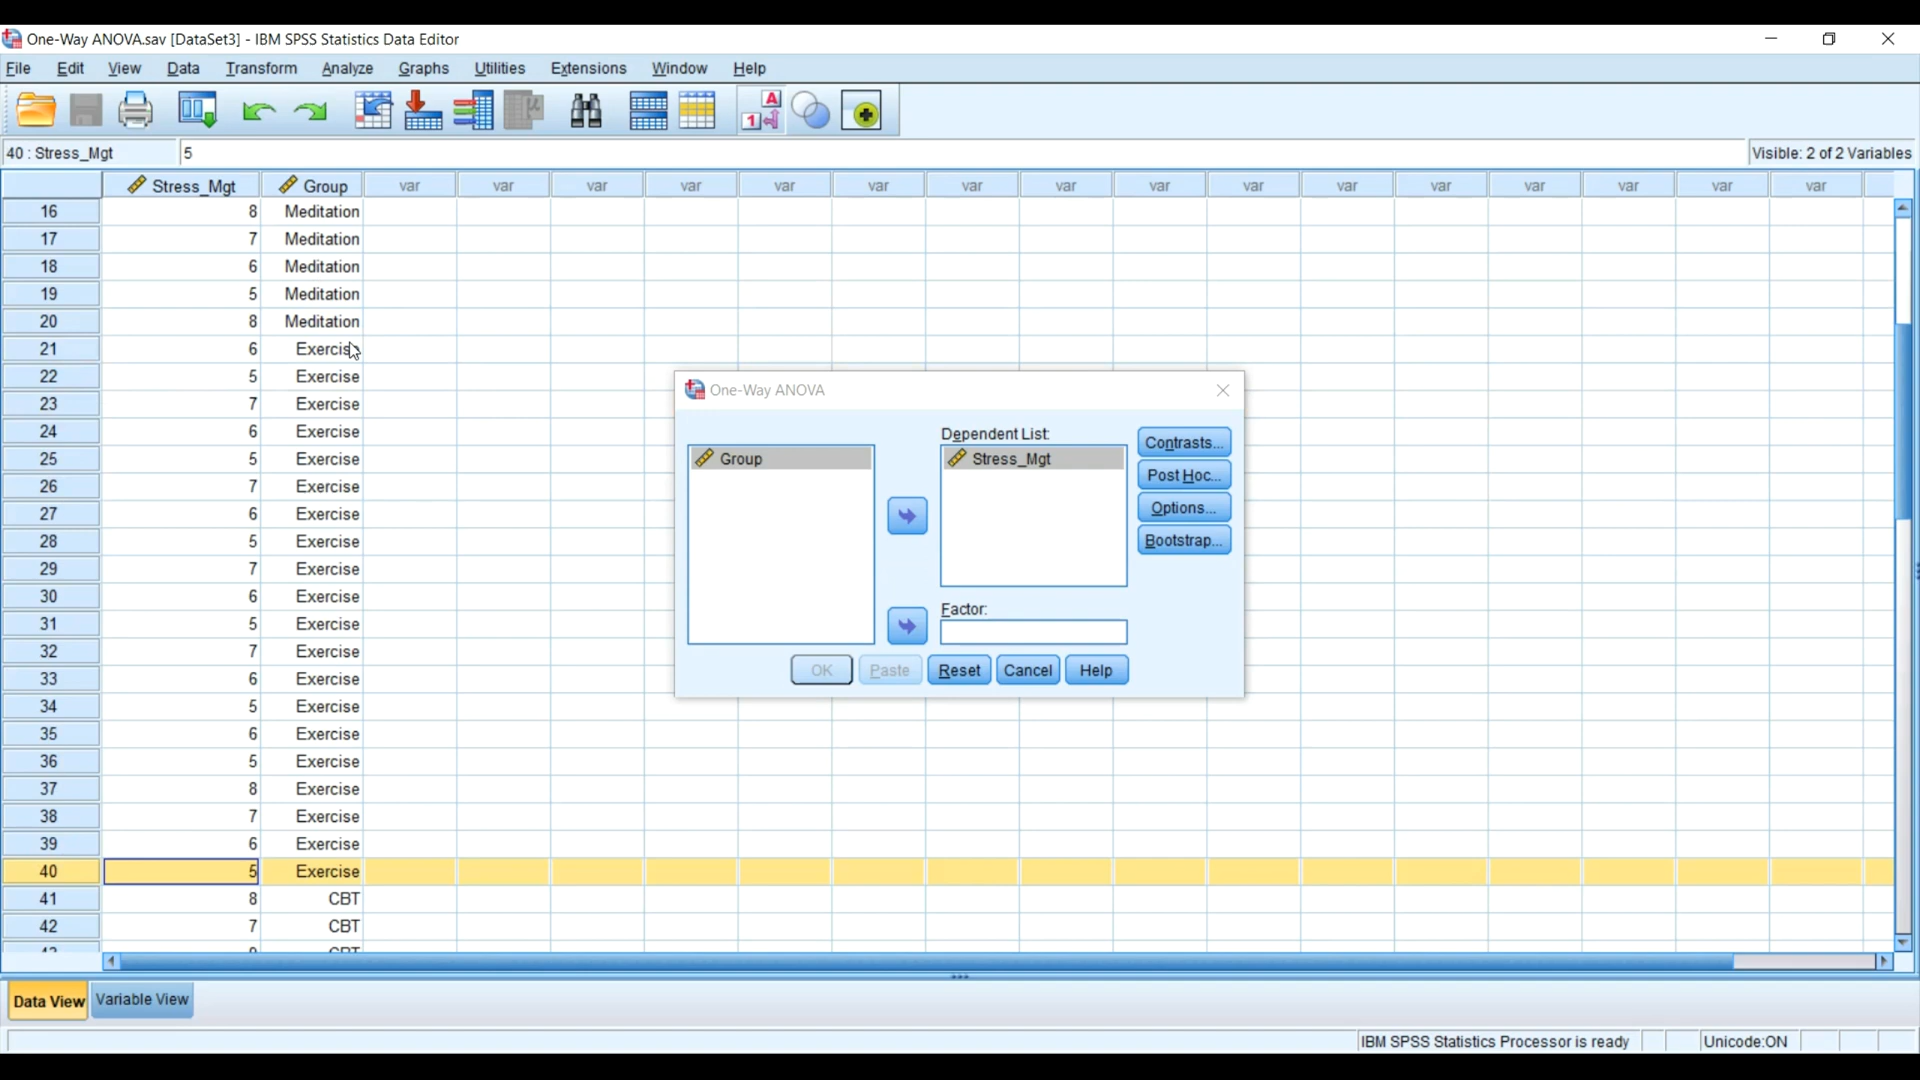 One-Way ANOVA.sav [DataSet3] - IBM SPSS Statistics Data Editor
File Edit View Data Transform Analyze Graphs Utilities Extensions Window Help
40 : Stress_Mgt 5 Visible: 2 of 2 Variables
Stress_Mgt Group var var var var var var var var var var var var var var var var
16 8 Meditation
17 7 Meditation
18 6 Meditation
19 5 Meditation
20 8 Meditation
21 6 Exercise
22 5 Exercise
23 7 Exercise
24 6 Exercise
25 5 Exercise
26 7 Exercise
27 6 Exercise
28 5 Exercise
29 7 Exercise
30 6 Exercise
31 5 Exercise
32 7 Exercise
33 6 Exercise
34 5 Exercise
35 6 Exercise
36 5 Exercise
37 8 Exercise
38 7 Exercise
39 6 Exercise
40 5 Exercise
41 8 CBT
42 7 CBT
One-Way ANOVA
Group
Dependent List:
Stress_Mgt
Factor:
Contrasts...
Post Hoc...
Options...
Bootstrap...
OK Paste Reset Cancel Help
Data View Variable View
IBM SPSS Statistics Processor is ready Unicode:ON